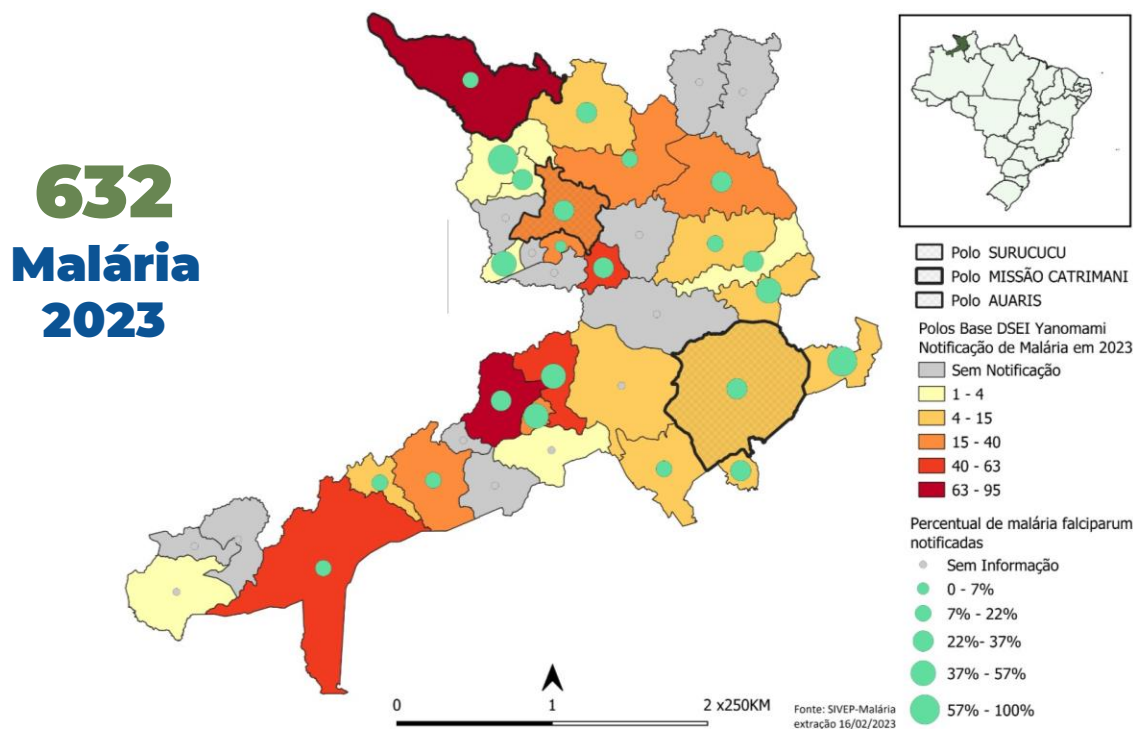 632
Malária
2023
Polo SURUCUCU
Polo MISSÃO CATRIMANI
Polo AUARIS
Polos Base DSEI Yanomami
Notificação de Malária em 2023
Sem Notificação
1 - 4
4 - 15
15 - 40
40 - 63
63 - 95
Percentual de malária falciparum
notificadas
Sem Informação
0 - 7%
7% - 22%
22%- 37%
37% - 57%
57% - 100%
0 1 2 x250KM
Fonte: SIVEP-Malária
extração 16/02/2023